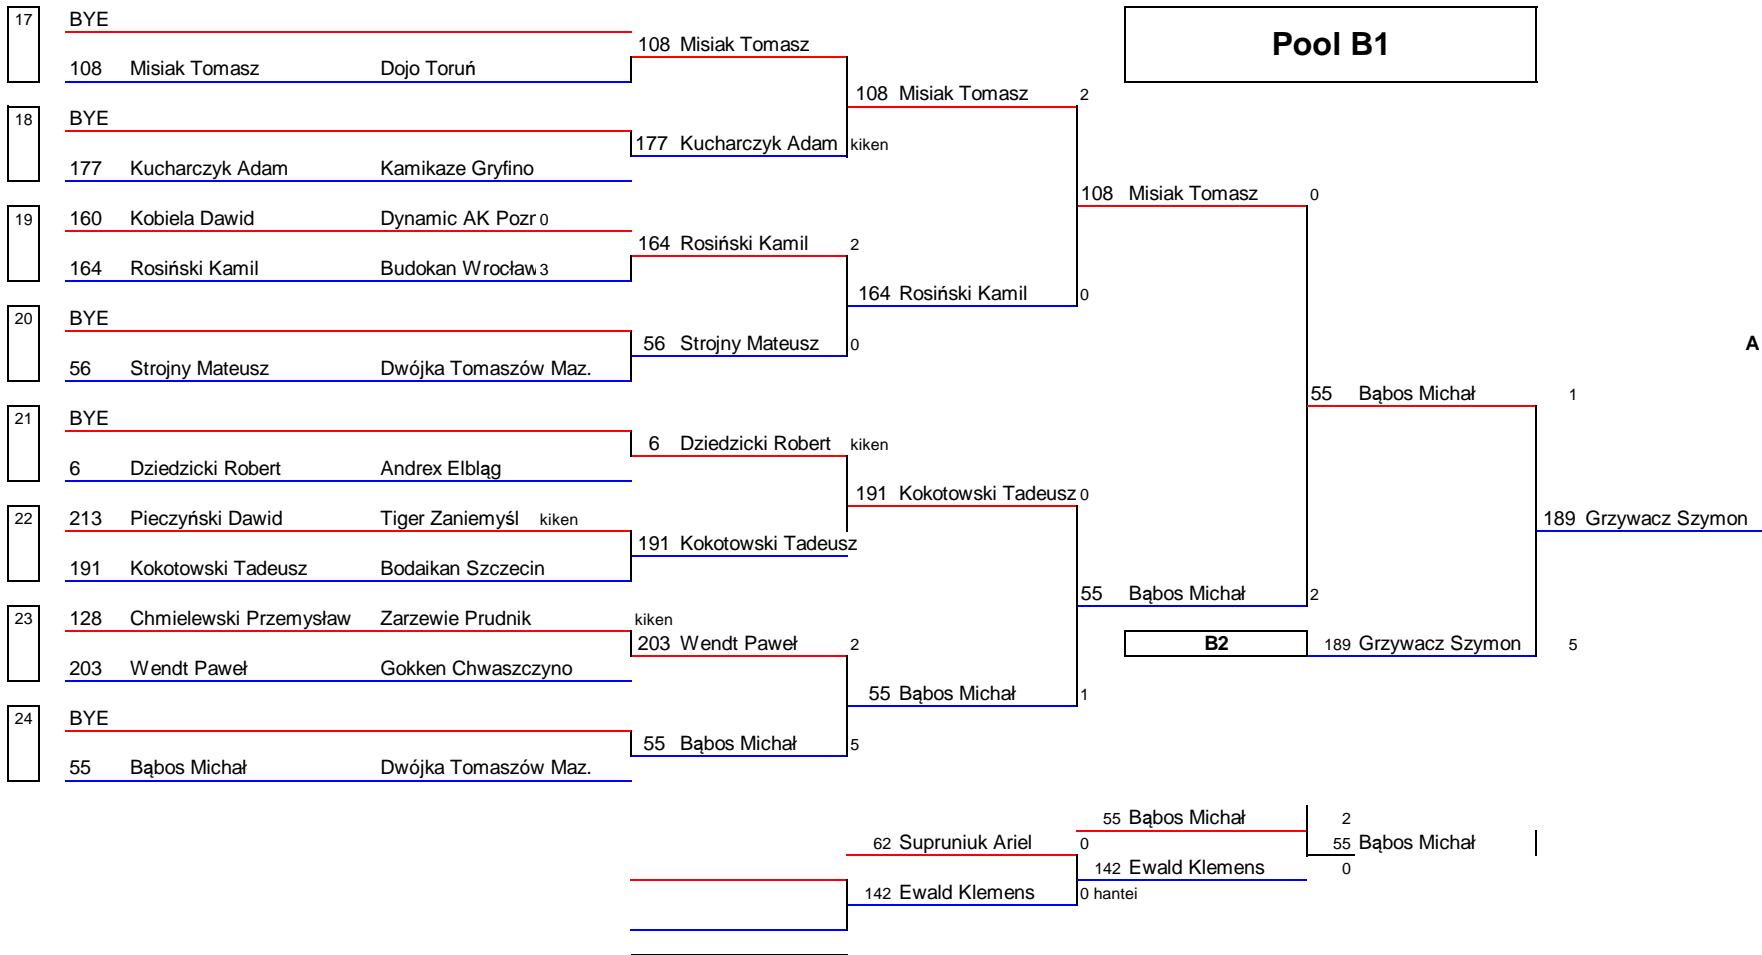 17 BYE
108 Misiak Tomasz Dojo Toruń
108 Misiak Tomasz
Pool B1
108 Misiak Tomasz 2
18 BYE
177 Kucharczyk Adam kiken
177 Kucharczyk Adam Kamikaze Gryfino
108 Misiak Tomasz 0
19 160 Kobiela Dawid Dynamic AK Pozr 0
164 Rosiński Kamil 2
164 Rosiński Kamil Budokan Wrocław 3
164 Rosiński Kamil 0
20 BYE
56 Strojny Mateusz 0
A
56 Strojny Mateusz Dwójka Tomaszów Maz.
55 Bąbos Michał 1
21 BYE
6 Dziedzicki Robert kiken
6 Dziedzicki Robert Andrex Elbląg
191 Kokotowski Tadeusz 0
22 213 Pieczyński Dawid Tiger Zaniemyśl kiken
189 Grzywacz Szymon
191 Kokotowski Tadeusz
191 Kokotowski Tadeusz Bodaikan Szczecin
55 Bąbos Michał 2
23 128 Chmielewski Przemysław Zarzewie Prudnik kiken
203 Wendt Paweł 2
B2 189 Grzywacz Szymon 5
203 Wendt Paweł Gokken Chwaszczyno
55 Bąbos Michał 1
24 BYE
55 Bąbos Michał 5
55 Bąbos Michał Dwójka Tomaszów Maz.
55 Bąbos Michał 2
62 Supruniuk Ariel 0
55 Bąbos Michał
142 Ewald Klemens 0
142 Ewald Klemens 0 hantei